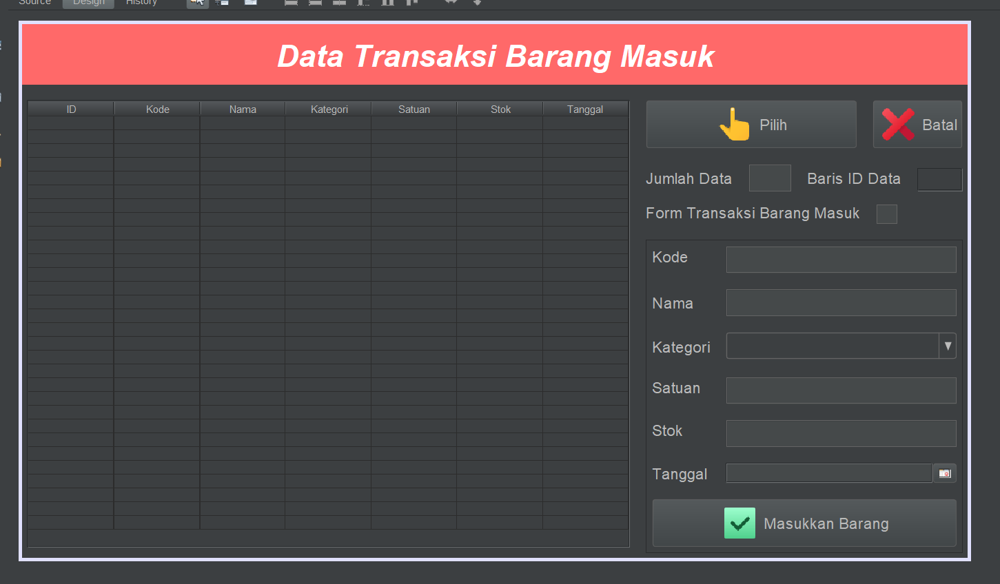 Source Design History
Data Transaksi Barang Masuk
ID Kode Nama Kategori Satuan Stok Tanggal
Pilih
Batal
Jumlah Data
Baris ID Data
Form Transaksi Barang Masuk
Kode
Nama
Kategori
Satuan
Stok
Tanggal
Masukkan Barang